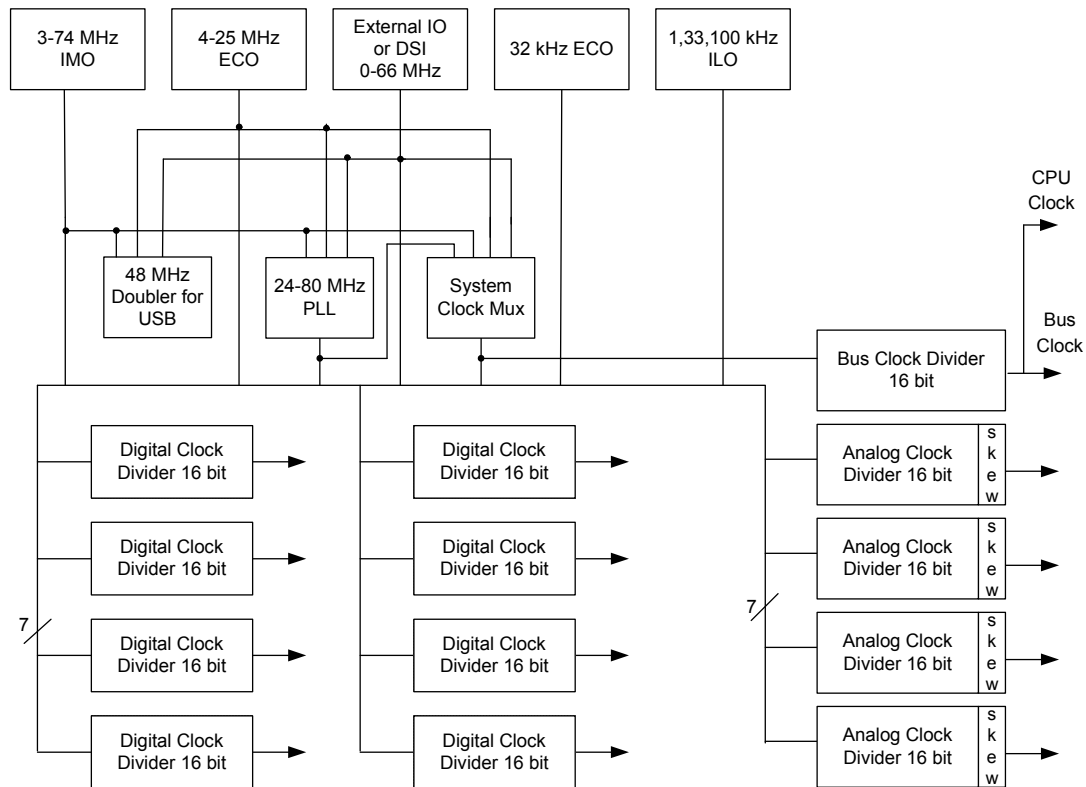 3-74 MHz
IMO
4-25 MHz
ECO
External IO
or DSI
0-66 MHz
32 kHz ECO
1,33,100 kHz
ILO
CPU
Clock
48 MHz
Doubler for
USB
24-80 MHz
PLL
System
Clock Mux
Bus
Clock
Bus Clock Divider
16 bit
Digital Clock
Divider 16 bit
Digital Clock
Divider 16 bit
Analog Clock
Divider 16 bit
s
k
e
w
Digital Clock
Divider 16 bit
Digital Clock
Divider 16 bit
Analog Clock
Divider 16 bit
s
k
e
w
7
7
Digital Clock
Divider 16 bit
Digital Clock
Divider 16 bit
Analog Clock
Divider 16 bit
s
k
e
w
Digital Clock
Divider 16 bit
Digital Clock
Divider 16 bit
Analog Clock
Divider 16 bit
s
k
e
w